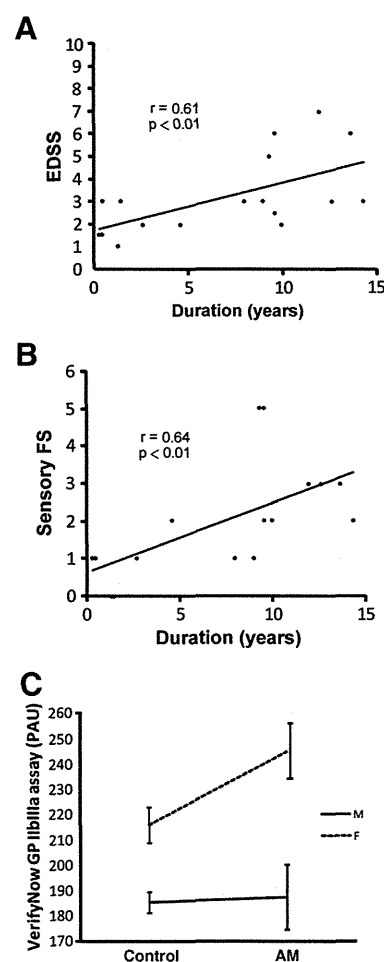 A
EDSS
10
9
8
7
6
5
4
3
2
1
0
r = 0.61
p < 0.01
0 5 10 15
Duration (years)
B
Sensory FS
6
5
4
3
2
1
0
r = 0.64
p < 0.01
0 5 10 15
Duration (years)
C
VerifyNow GP IIbIIIa assay (PAU)
260
250
240
230
220
210
200
190
180
170
M
F
Control AM